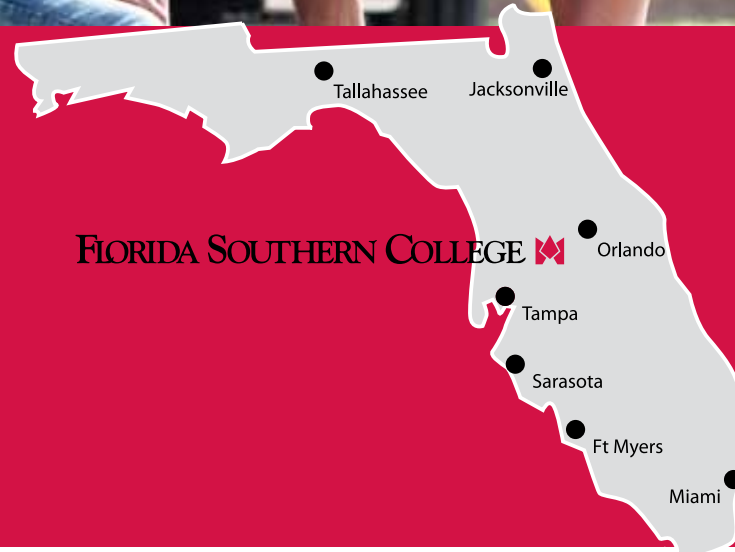 Tallahassee
Jacksonville
FLORIDA SOUTHERN COLLEGE
Orlando
Tampa
Sarasota
Ft Myers
Miami